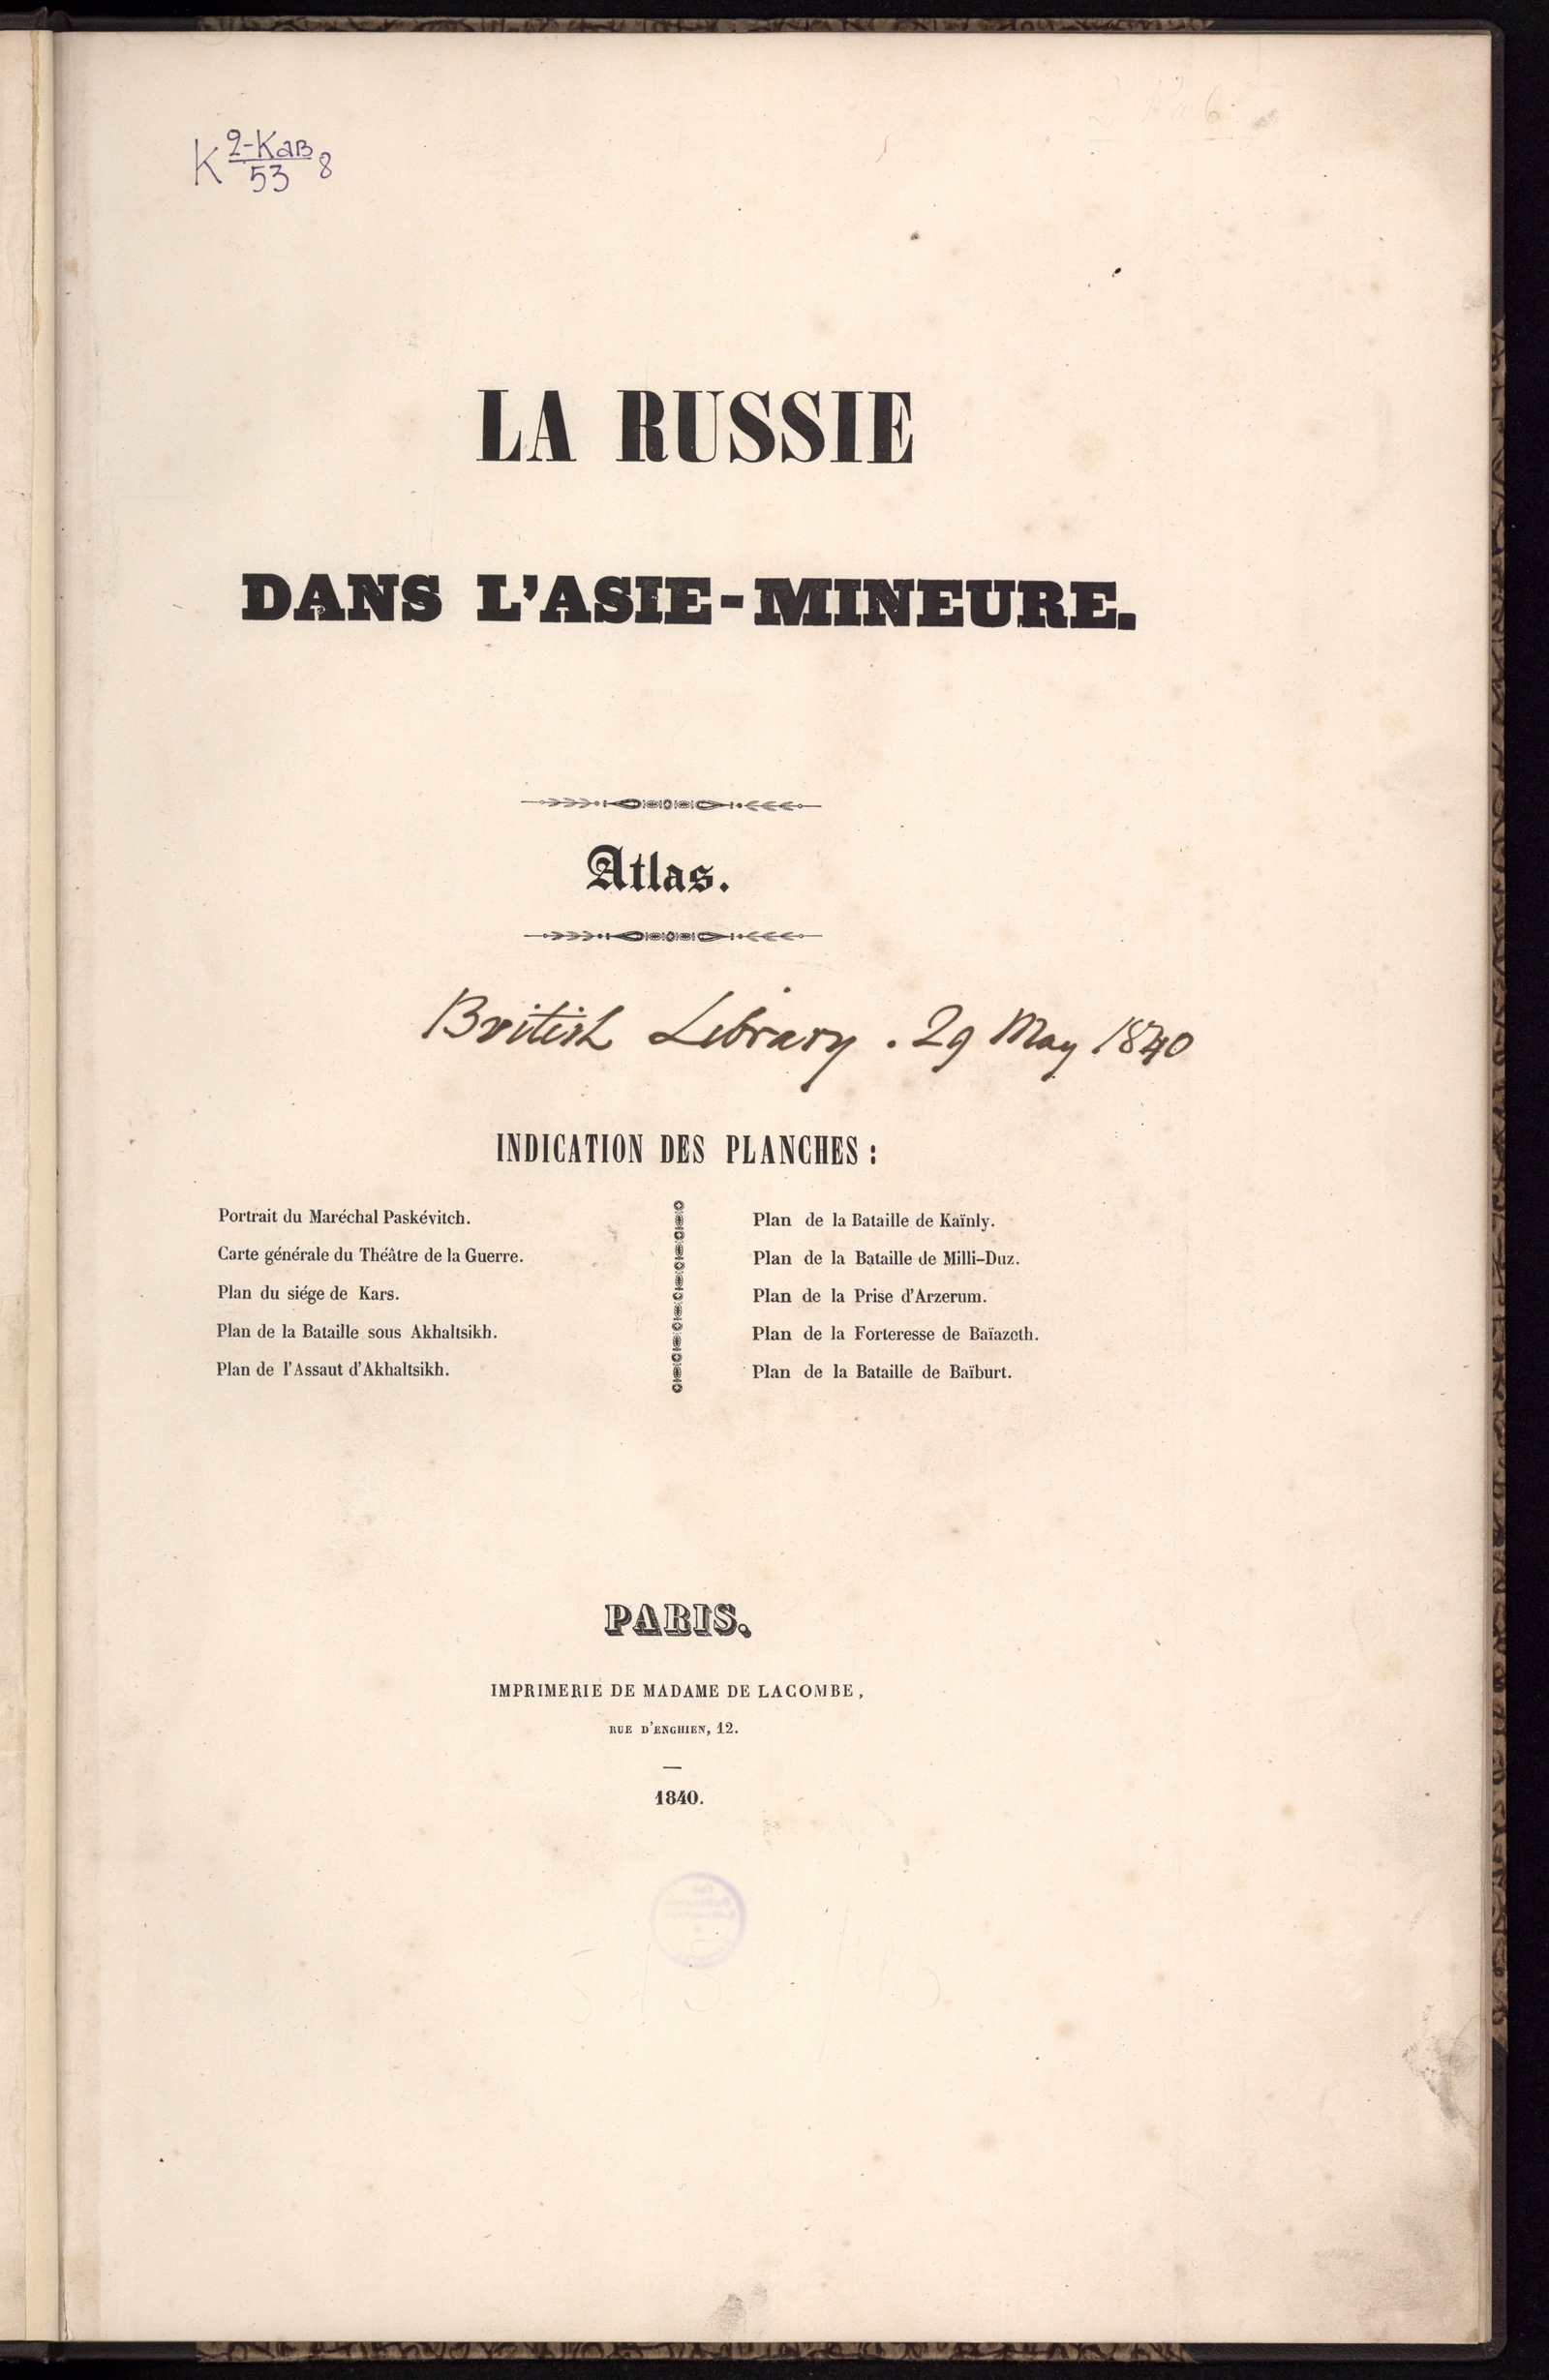 K 2-Кав
53 8
LA RUSSIE
DANS L'ASIE-MINEURE.
Atlas.
British Library. 29 May 1840
INDICATION DES PLANCHES :
Portrait du Maréchal Paskévitch.
Carte générale du Théâtre de la Guerre.
Plan du siége de Kars.
Plan de la Bataille sous Akhaltsikh.
Plan de l'Assaut d'Akhaltsikh.
Plan de la Bataille de Kaïnly.
Plan de la Bataille de Milli-Duz.
Plan de la Prise d'Arzerum.
Plan de la Forteresse de Baïazeth.
Plan de la Bataille de Baïburt.
PARIS.
IMPRIMERIE DE MADAME DE LACOMBE,
RUE D'ENGHIEN, 12.
1840.